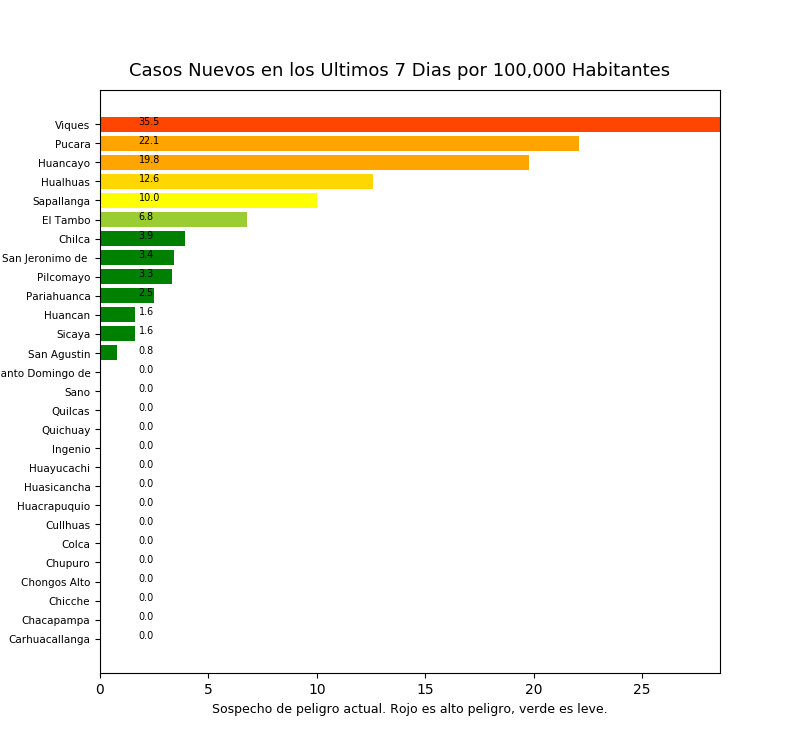 Casos Nuevos en los Ultimos 7 Dias por 100,000 Habitantes
Viques 35.5
Pucara 22.1
Huancayo 19.8
Hualhuas 12.6
Sapallanga 10.0
El Tambo 6.8
Chilca 3.9
San Jeronimo de 3.4
Pilcomayo 3.3
Pariahuanca 2.5
Huancan 1.6
Sicaya 1.6
San Agustin 0.8
anto Domingo de 0.0
Sano 0.0
Quilcas 0.0
Quichuay 0.0
Ingenio 0.0
Huayucachi 0.0
Huasicancha 0.0
Huacrapuquio 0.0
Cullhuas 0.0
Colca 0.0
Chupuro 0.0
Chongos Alto 0.0
Chicche 0.0
Chacapampa 0.0
Carhuacallanga 0.0
0 5 10 15 20 25
Sospecho de peligro actual. Rojo es alto peligro, verde es leve.